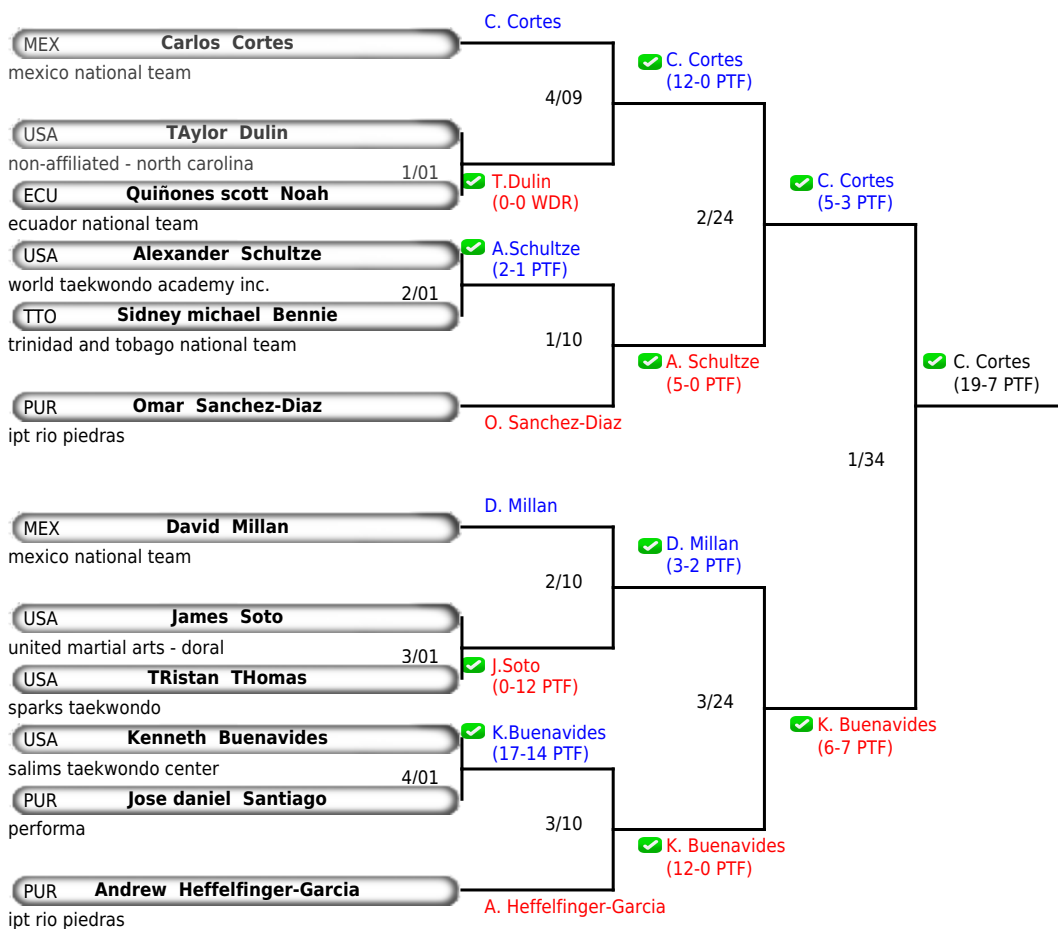 C. Cortes
MEX Carlos Cortes
mexico national team
C. Cortes
(12-0 PTF)
4/09
USA TAylor Dulin
non-affiliated - north carolina
1/01
T.Dulin
(0-0 WDR)
ECU Quiñones scott Noah
ecuador national team
C. Cortes
(5-3 PTF)
2/24
USA Alexander Schultze
world taekwondo academy inc.
A.Schultze
(2-1 PTF)
2/01
TTO Sidney michael Bennie
trinidad and tobago national team
1/10
A. Schultze
(5-0 PTF)
C. Cortes
(19-7 PTF)
PUR Omar Sanchez-Diaz
ipt rio piedras
O. Sanchez-Diaz
1/34
D. Millan
MEX David Millan
mexico national team
D. Millan
(3-2 PTF)
2/10
USA James Soto
united martial arts - doral
3/01
J.Soto
(0-12 PTF)
USA TRistan THomas
sparks taekwondo
3/24
K. Buenavides
(6-7 PTF)
USA Kenneth Buenavides
salims taekwondo center
K.Buenavides
(17-14 PTF)
4/01
PUR Jose daniel Santiago
performa
3/10
K. Buenavides
(12-0 PTF)
PUR Andrew Heffelfinger-Garcia
ipt rio piedras
A. Heffelfinger-Garcia